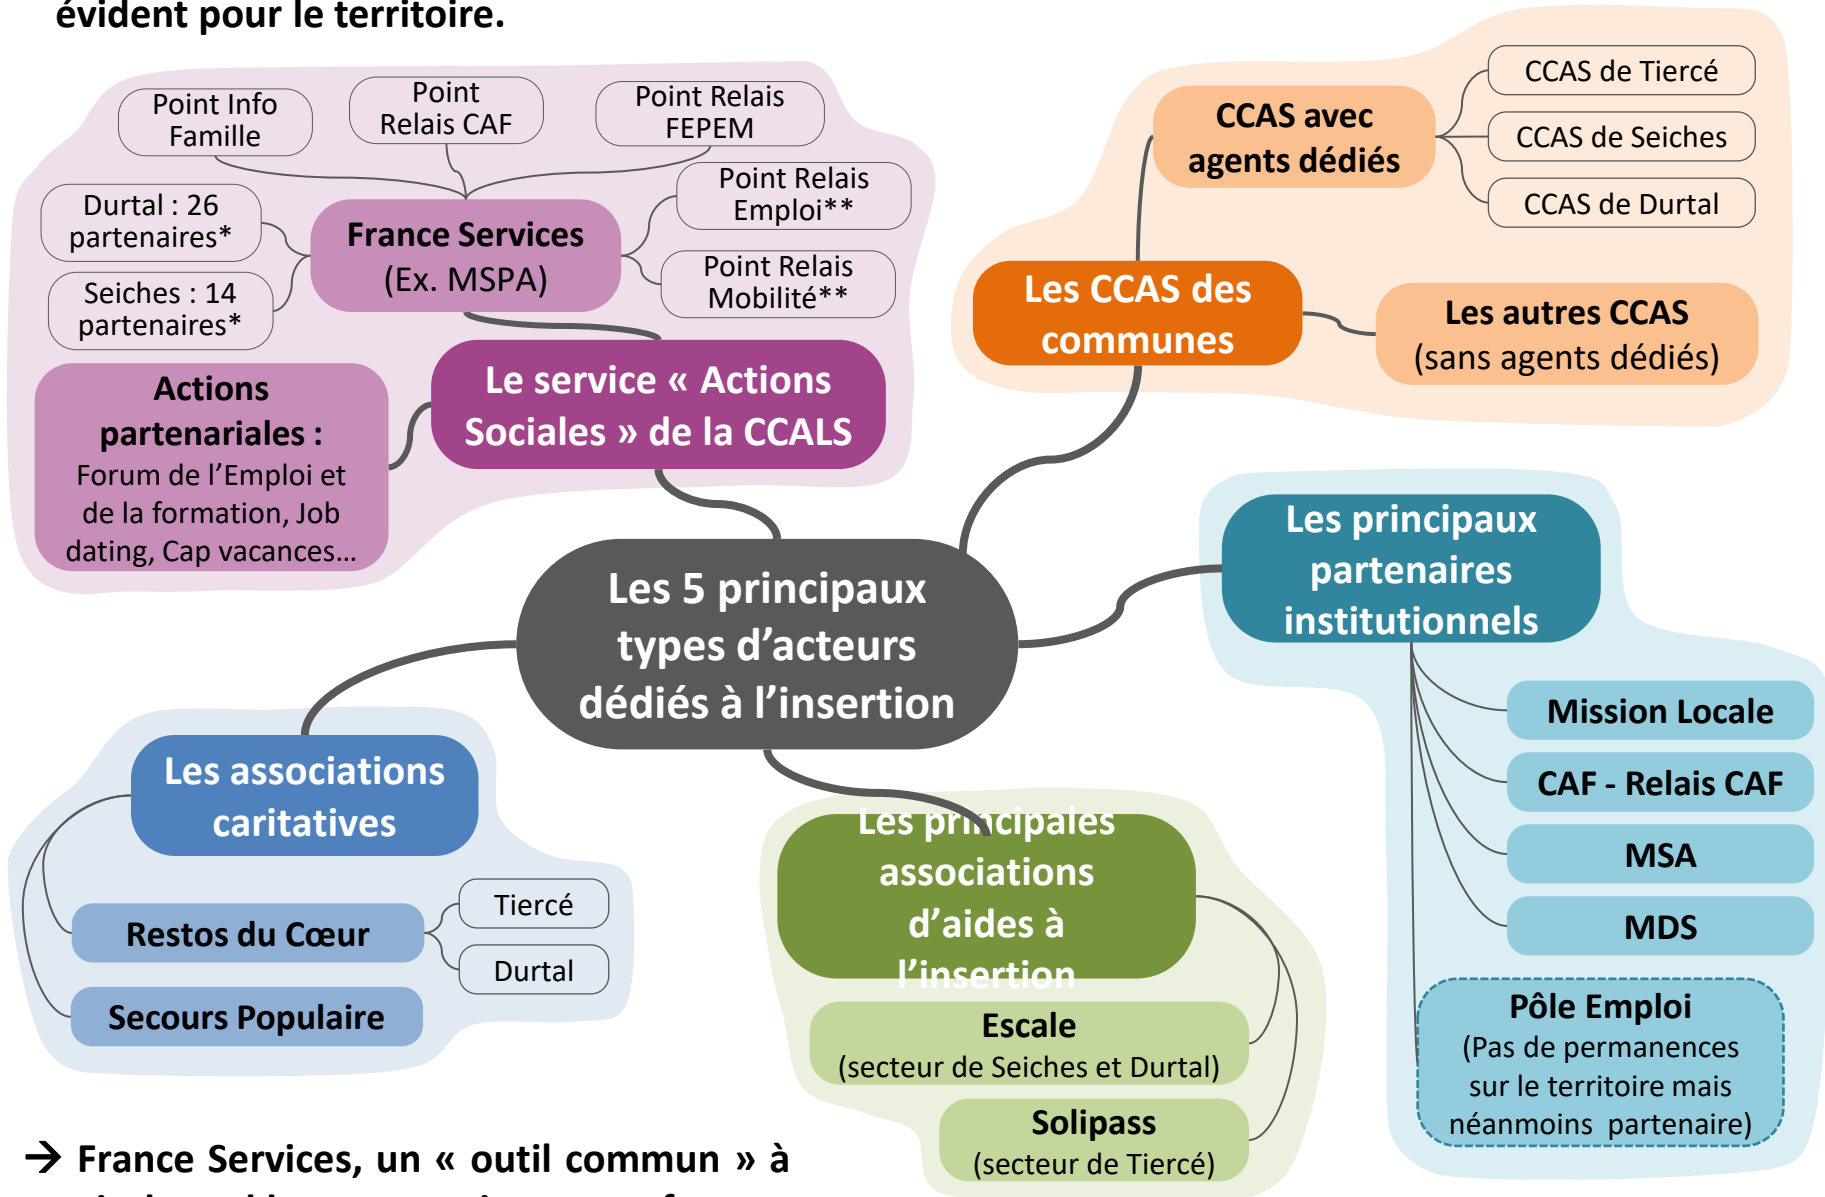 évident pour le territoire.
Point Info
Famille
Point
Relais CAF
Point Relais
FEPEM
Durtal : 26
partenaires*
Seiches : 14
partenaires*
France Services
(Ex. MSPA)
Point Relais
Emploi**
Point Relais
Mobilité**
Actions
partenariales :
Forum de l’Emploi et
de la formation, Job
dating, Cap vacances…
Le service « Actions
Sociales » de la CCALS
CCAS avec
agents dédiés
CCAS de Tiercé
CCAS de Seiches
CCAS de Durtal
Les CCAS des
communes
Les autres CCAS
(sans agents dédiés)
Les 5 principaux
types d’acteurs
dédiés à l’insertion
Les principaux
partenaires
institutionnels
Mission Locale
CAF - Relais CAF
MSA
MDS
Pôle Emploi
(Pas de permanences
sur le territoire mais
néanmoins partenaire)
Les associations
caritatives
Restos du Cœur
Tiercé
Durtal
Secours Populaire
Les principales
associations
d’aides à
l’insertion
Escale
(secteur de Seiches et Durtal)
Solipass
(secteur de Tiercé)
→ France Services, un « outil commun » à